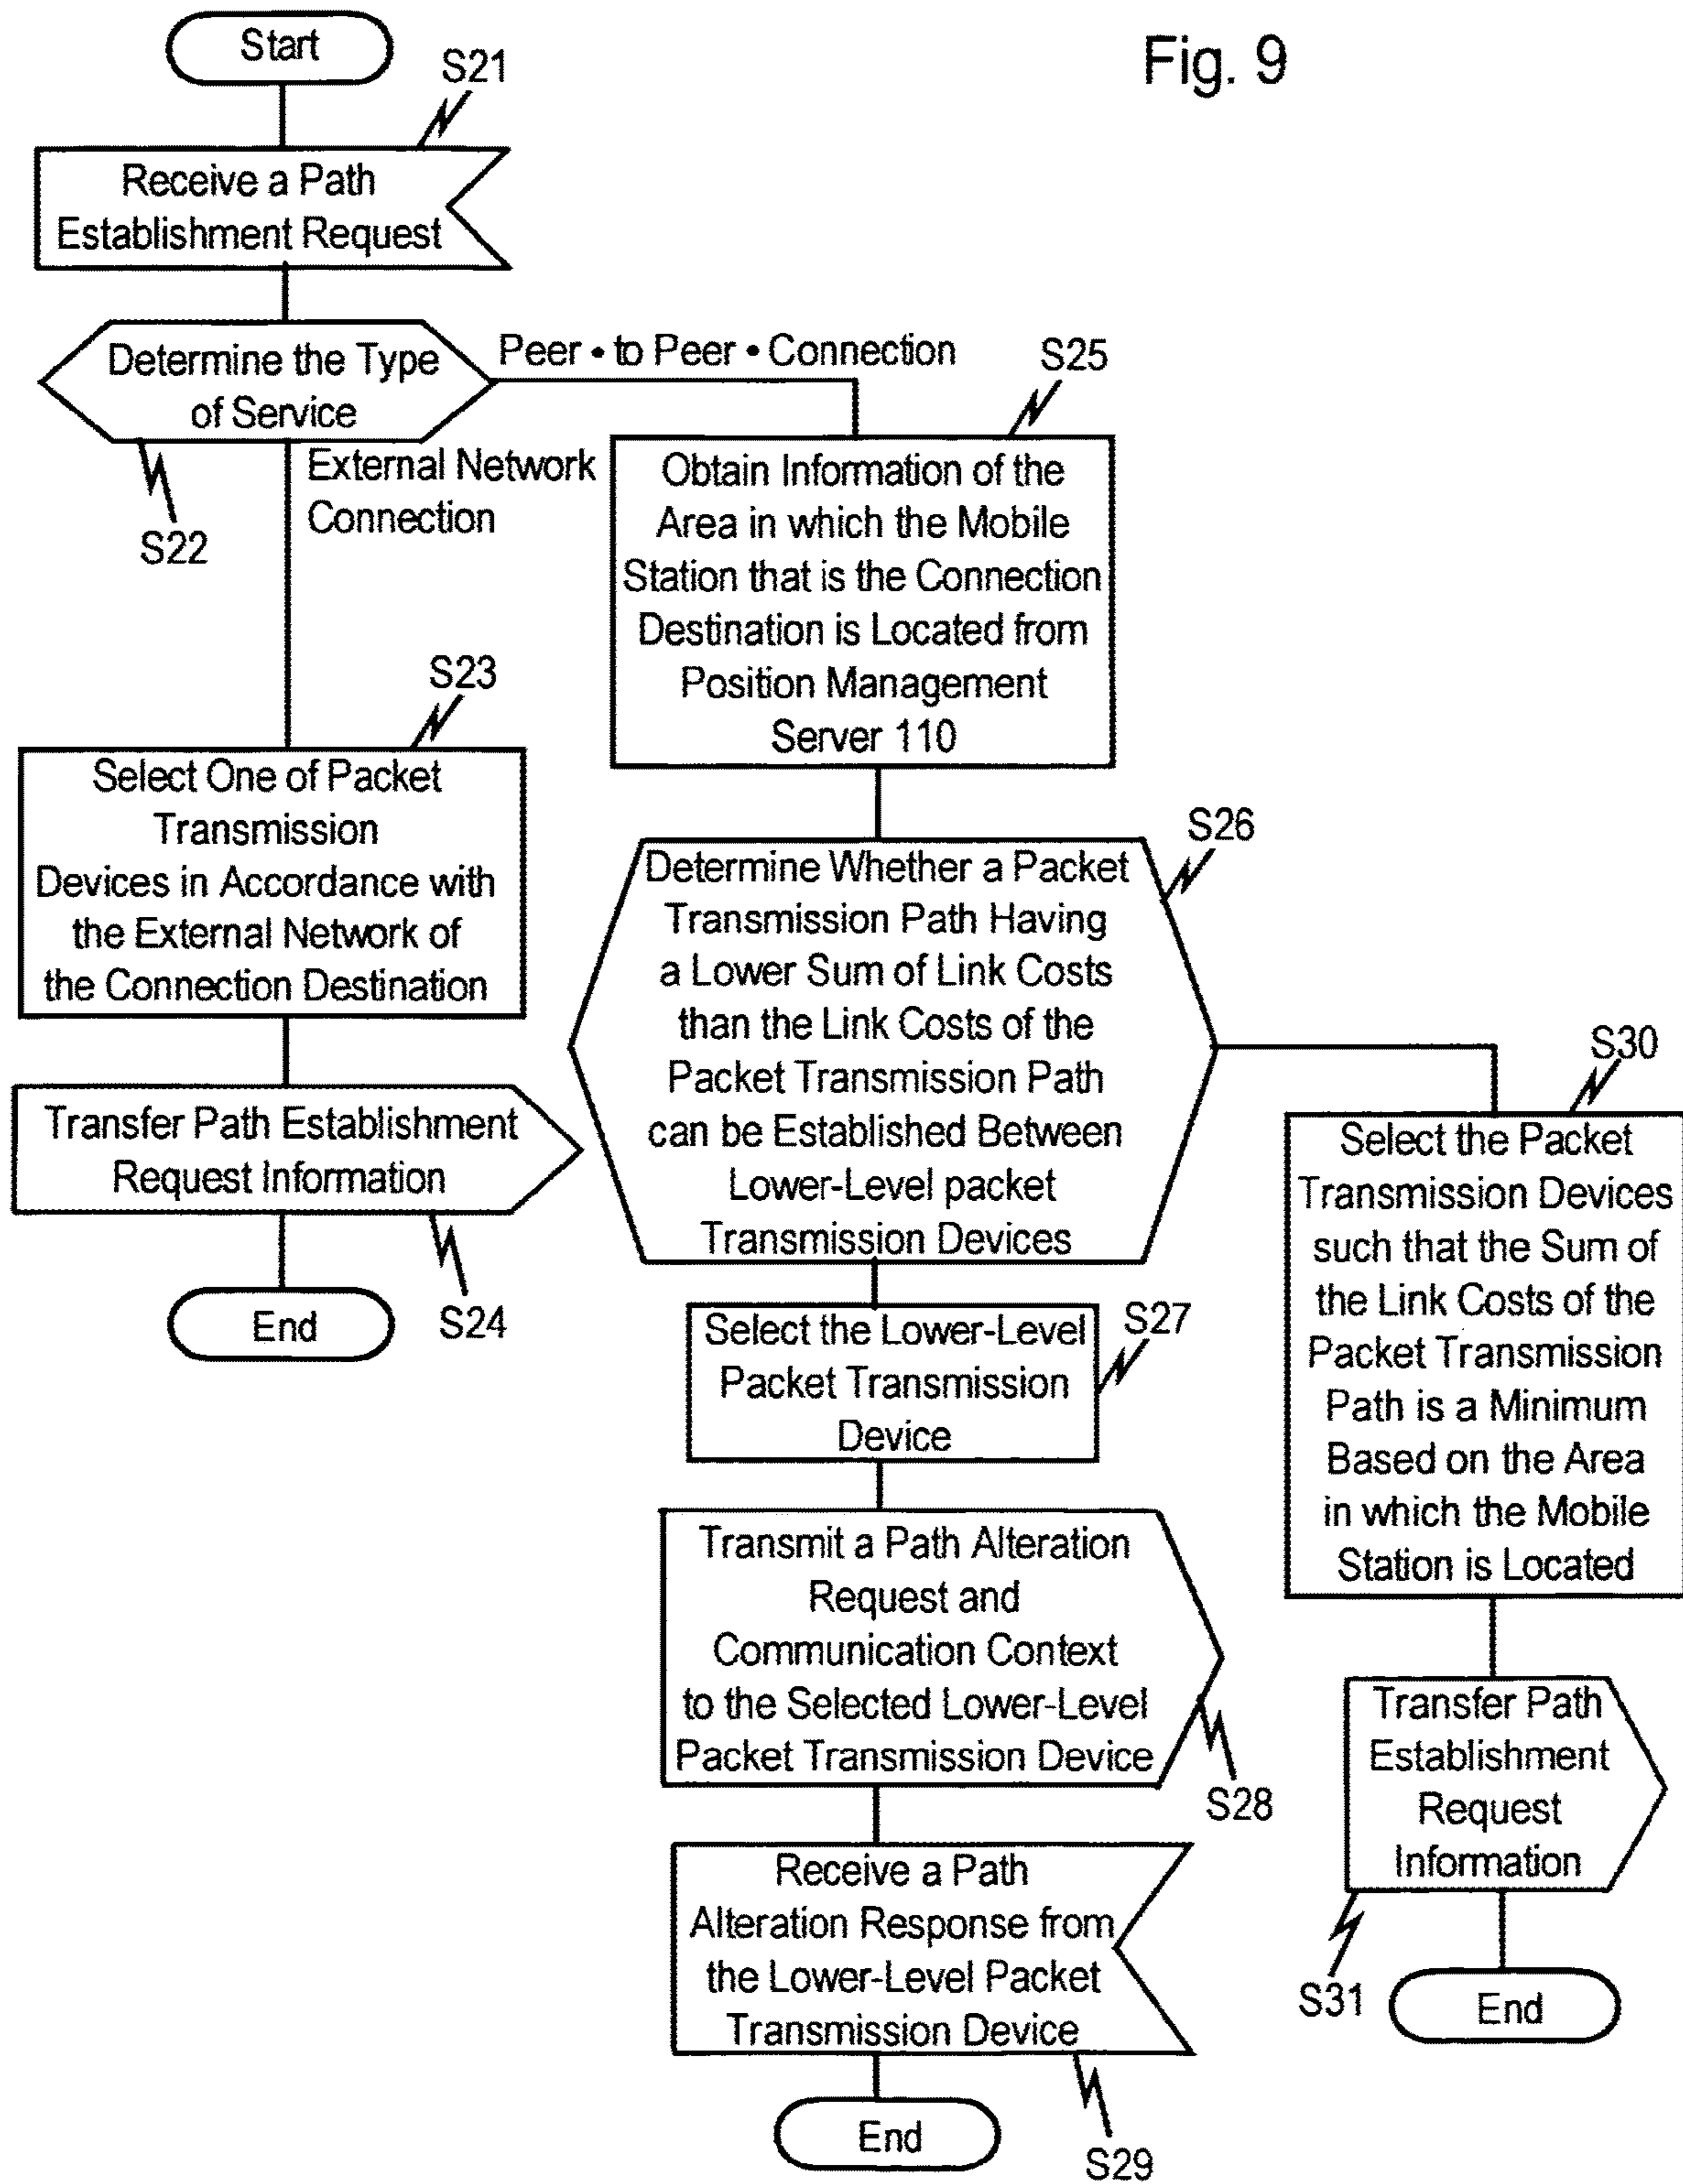 Fig. 9
Start
S21
Receive a Path
Establishment Request
Determine the Type
of Service
S22
Peer • to Peer • Connection
External Network
Connection
S23
Select One of Packet
Transmission
Devices in Accordance with
the External Network of
the Connection Destination
Transfer Path Establishment
Request Information
S24
End
S25
Obtain Information of the
Area in which the Mobile
Station that is the Connection
Destination is Located from
Position Management
Server 110
S26
Determine Whether a Packet
Transmission Path Having
a Lower Sum of Link Costs
than the Link Costs of the
Packet Transmission Path
can be Established Between
Lower-Level packet
Transmission Devices
S27
Select the Lower-Level
Packet Transmission
Device
Transmit a Path Alteration
Request and
Communication Context
to the Selected Lower-Level
Packet Transmission Device
S28
Receive a Path
Alteration Response from
the Lower-Level Packet
Transmission Device
S29
End
S30
Select the Packet
Transmission Devices
such that the Sum of
the Link Costs of the
Packet Transmission
Path is a Minimum
Based on the Area
in which the Mobile
Station is Located
Transfer Path
Establishment
Request
Information
S31
End